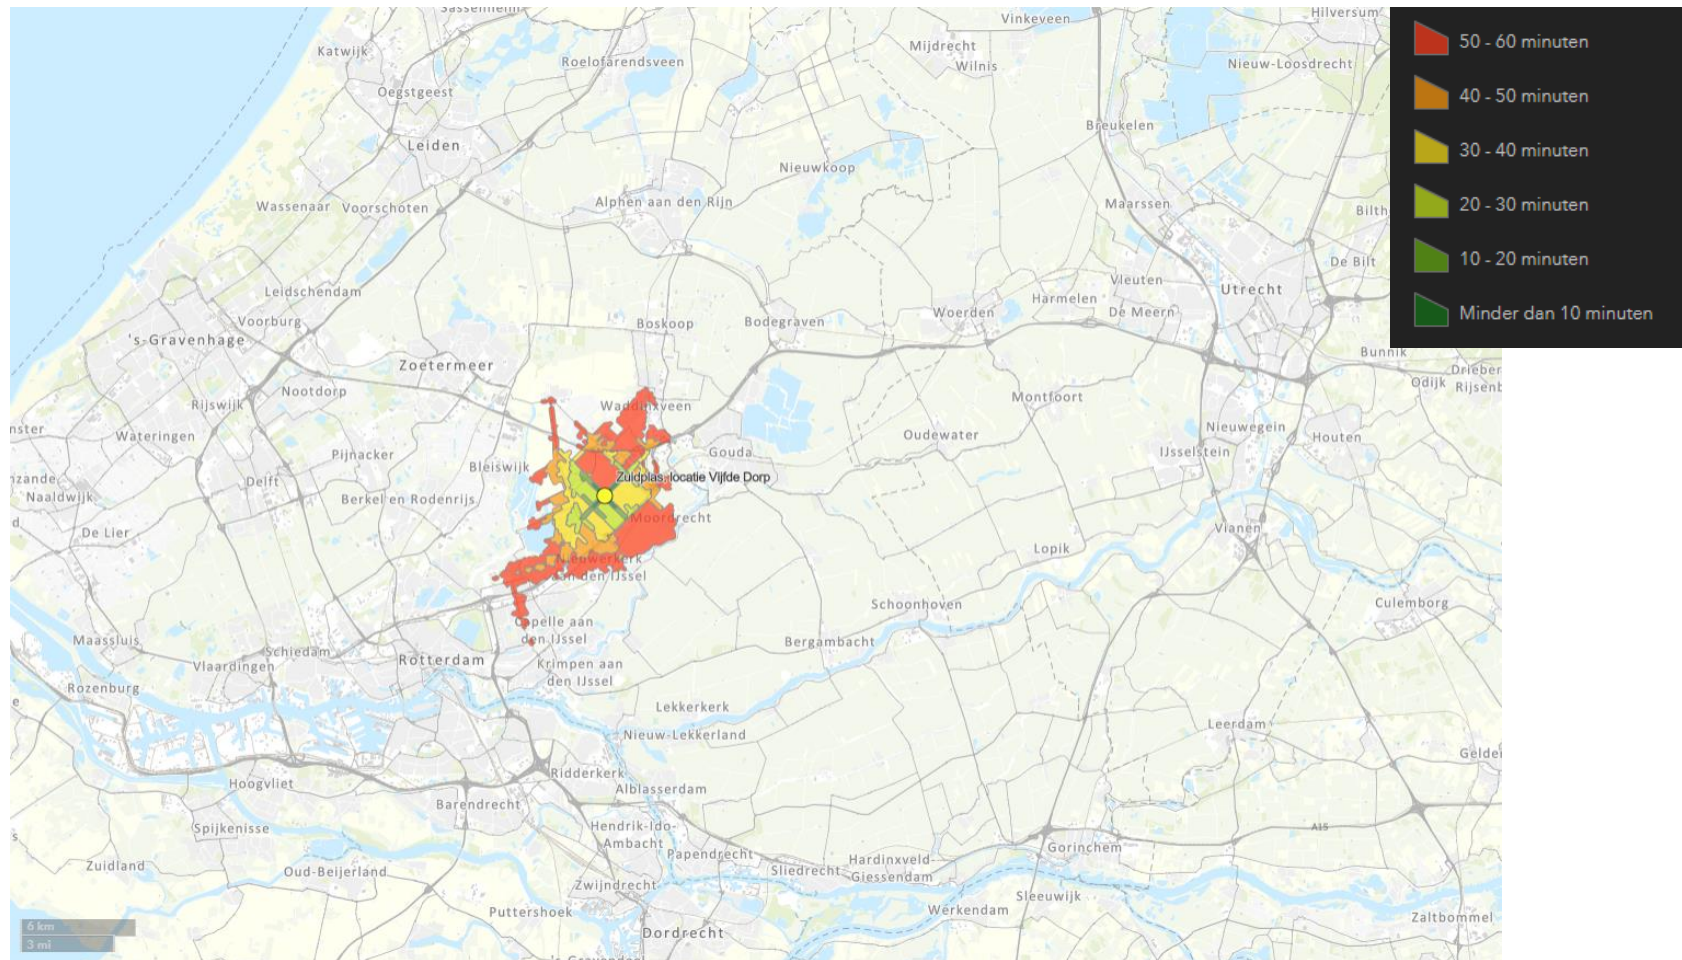 Sassenheim
Vinkeveen
Hilversum
Katwijk
Mijdrecht
Roelofarendsveen
Wilnis
Nieuw-Loosdrecht
Oegstgeest
Breukelen
Leiden
Nieuwkoop
Wassenaar
Voorschoten
Alphen aan den Rijn
Maarssen
Bilth
De Bilt
Leidschendam
Vleuten
Utrecht
Harmelen
Voorburg
Boskoop
Bodegraven
Woerden
De Meern
's-Gravenhage
Bunnik
Zoetermeer
Drieber
Odijk
Rijsenb
Nootdorp
Rijswijk
Waddinxveen
Montfoort
nster
Wateringen
Oudewater
Nieuwegein
Houten
Pijnacker
Gouda
IJsselstein
Bleiswijk
Zuidplas, locatie Vijfde Dorp
nzande
Naaldwijk
Delft
Berkel en Rodenrijs
d
De Lier
Moordrecht
Vianen
Lopik
Nieuwerkerk
aan den IJssel
Schoonhoven
Culemborg
Capelle aan
den IJssel
Maassluis
Schiedam
Bergambacht
Vlaardingen
Rotterdam
Krimpen aan
den IJssel
Rozenburg
e
Lekkerkerk
Leerdam
Nieuw-Lekkerland
Gelder
Ridderkerk
Hoogvliet
Alblasserdam
Barendrecht
Spijkenisse
Hendrik-Ido-
Ambacht
A15
s
Papendrecht
Gorinchem
Zuidland
Oud-Beijerland
Sliedrecht
Hardinxveld-
Giessendam
Zwijndrecht
Sleeuwijk
Puttershoek
Werkendam
Zaltbommel
6 km
Dordrecht
3 mi
50 - 60 minuten
40 - 50 minuten
30 - 40 minuten
20 - 30 minuten
10 - 20 minuten
Minder dan 10 minuten